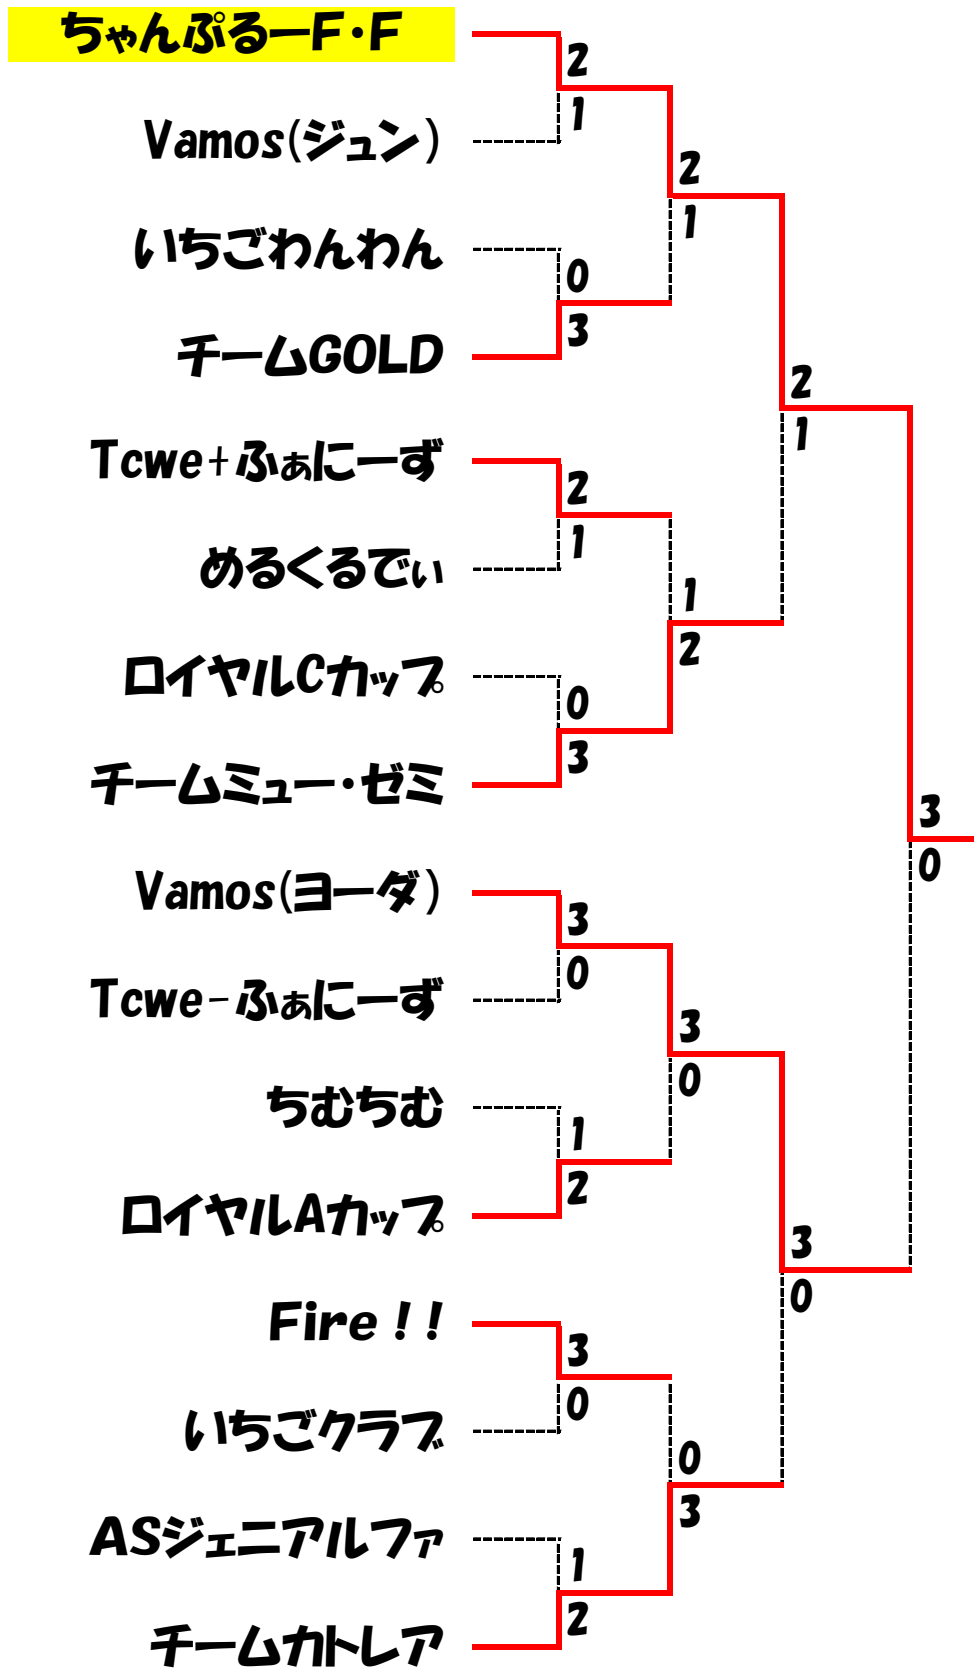 ちゃんぷるーF・F
2
1
Vamos(ジュン)
2
1
いちごわんわん
0
3
チームGOLD
2
1
Tcwe+ふぁにーず
2
1
めるくるでぃ
1
2
ロイヤルCカップ
0
3
チームミュー・ゼミ
3
0
Vamos(ヨーダ)
3
0
Tcwe-ふぁにーず
3
0
ちむちむ
1
2
ロイヤルAカップ
3
0
Fire！！
3
0
いちごクラブ
0
3
ASジェニアルファ
1
2
チームカトレア